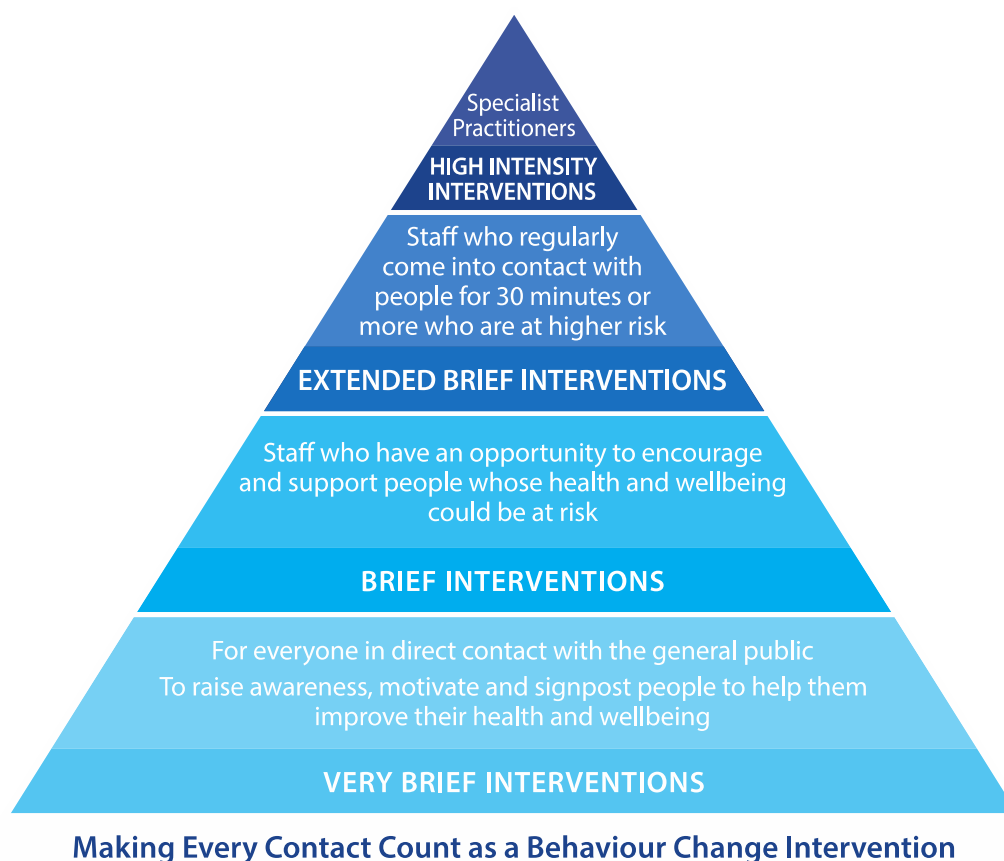 Specialist
Practitioners
HIGH INTENSITY
INTERVENTIONS
Staff who regularly
come into contact with
people for 30 minutes or
more who are at higher risk
EXTENDED BRIEF INTERVENTIONS
Staff who have an opportunity to encourage
and support people whose health and wellbeing
could be at risk
BRIEF INTERVENTIONS
For everyone in direct contact with the general public
To raise awareness, motivate and signpost people to help them
improve their health and wellbeing
VERY BRIEF INTERVENTIONS
Making Every Contact Count as a Behaviour Change Intervention